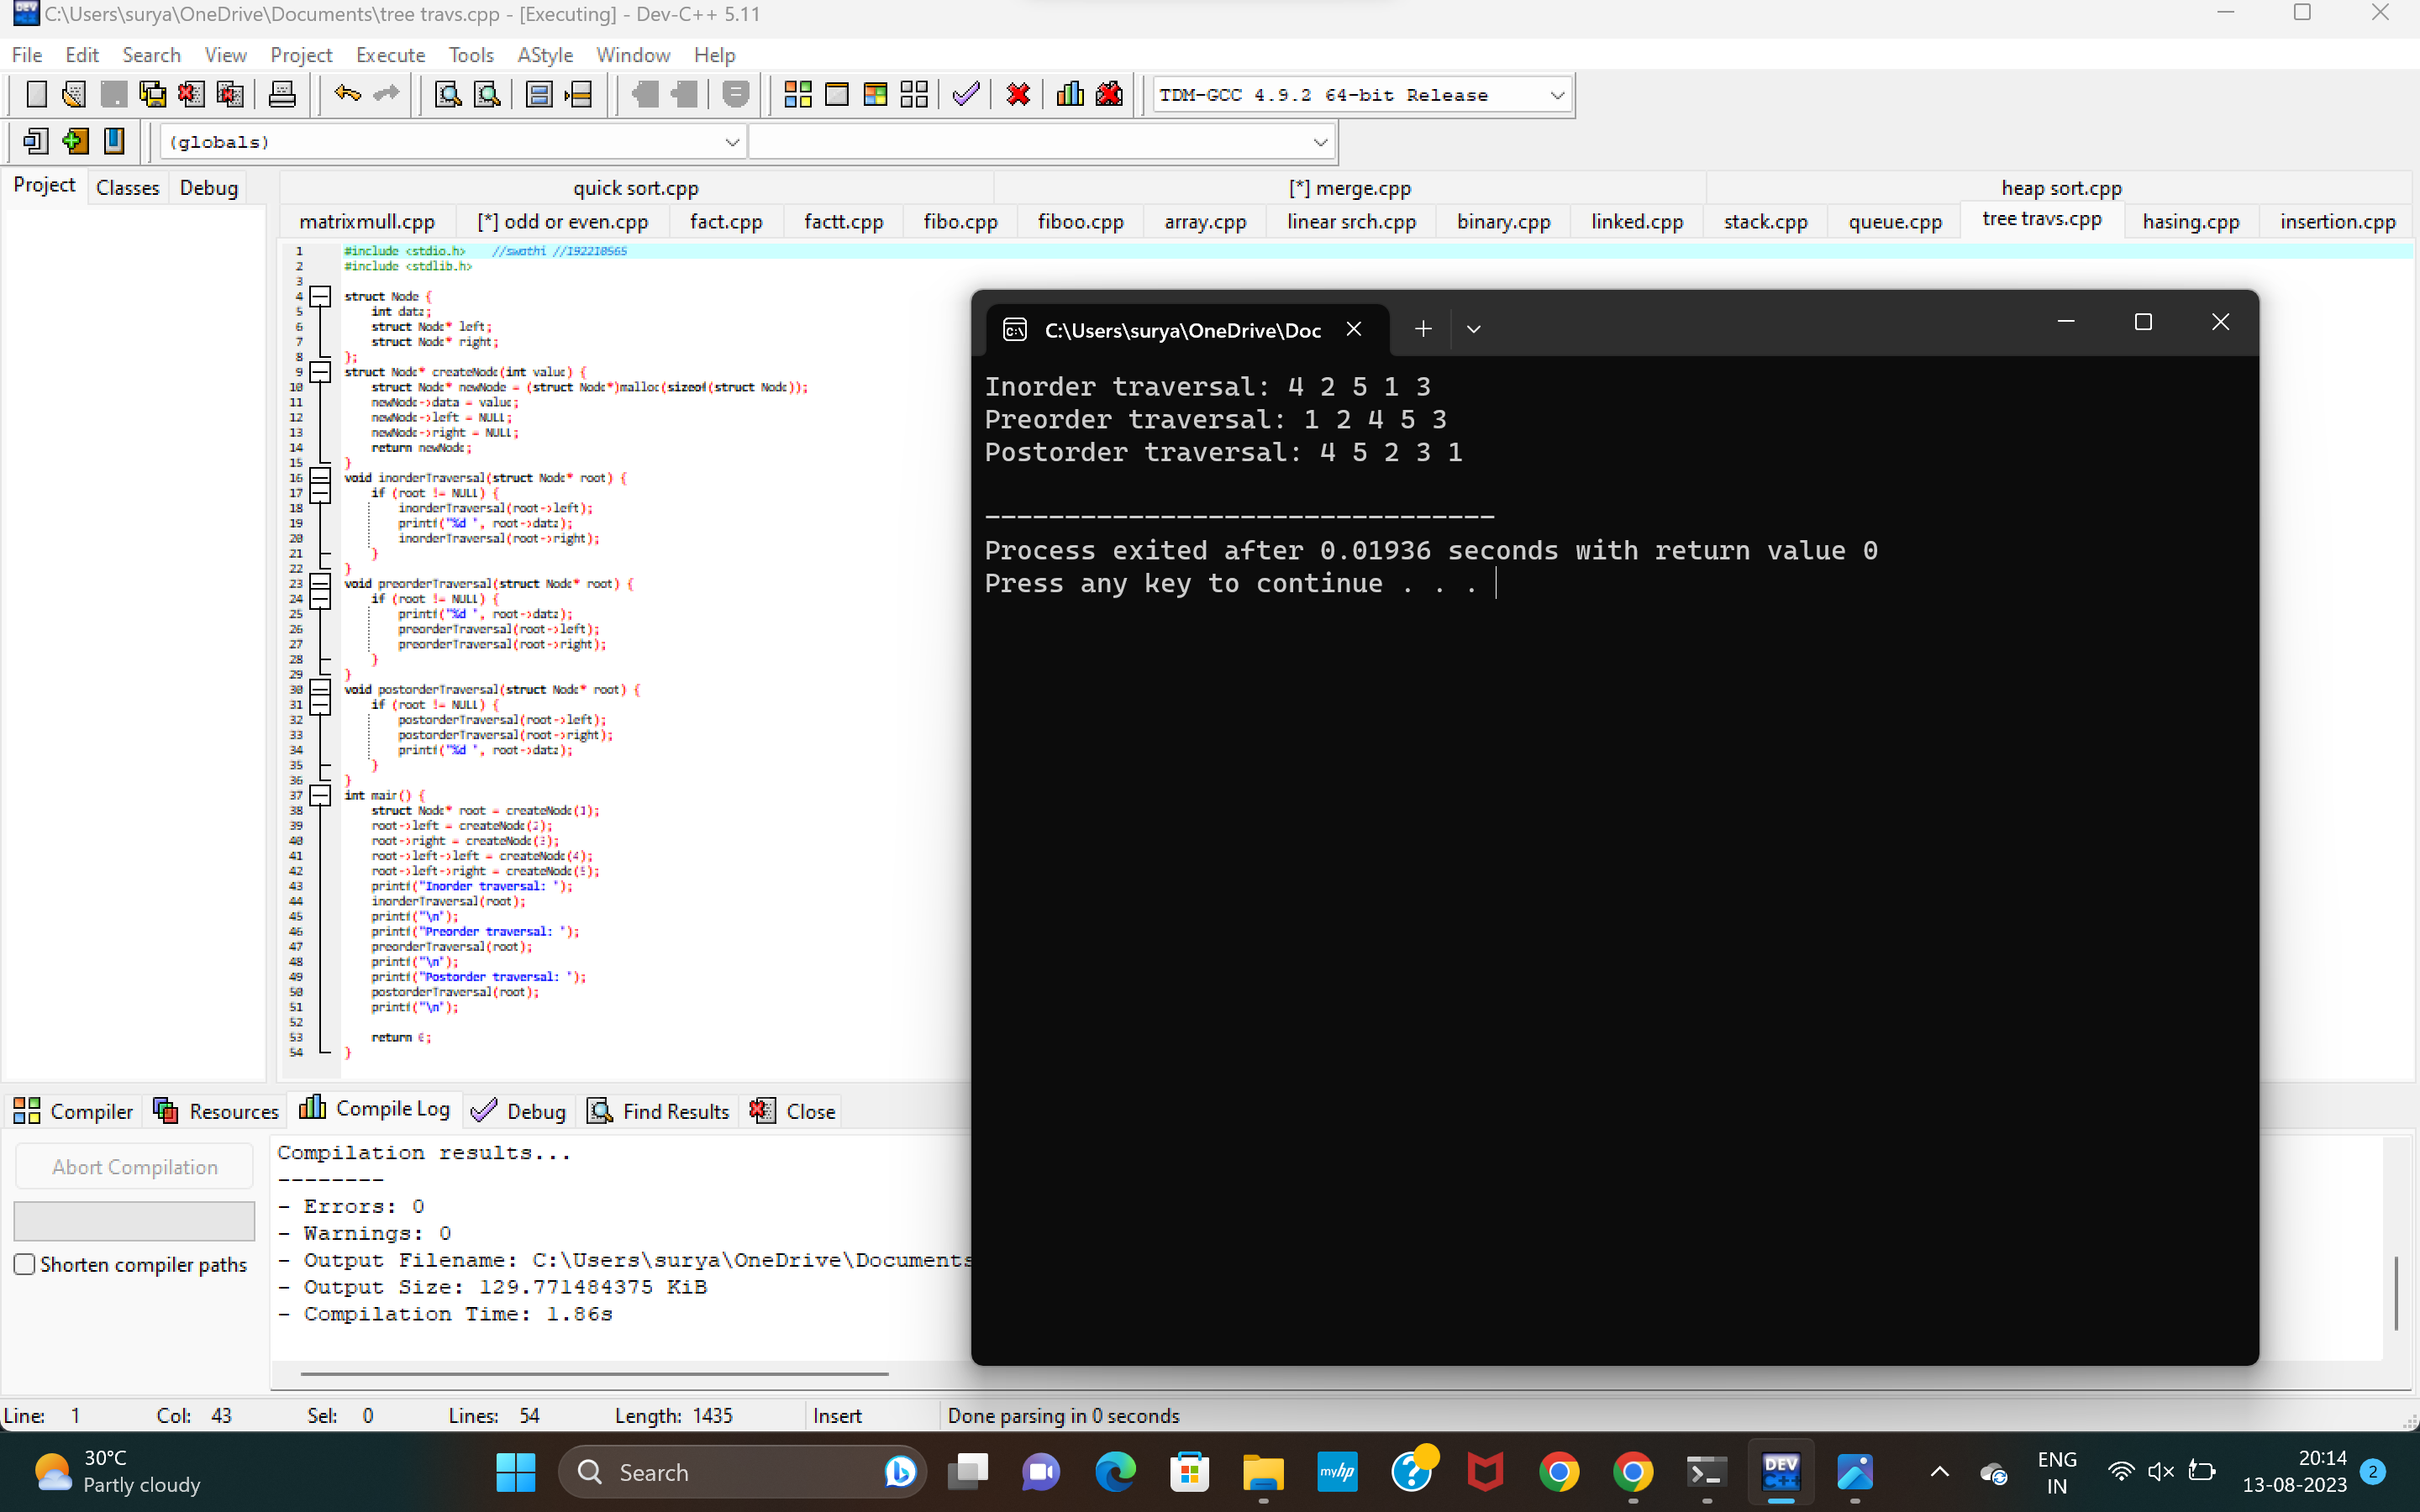 C:\Users\surya\OneDrive\Documents\tree travs.cpp - [Executing] - Dev-C++ 5.11
File Edit Search View Project Execute Tools AStyle Window Help
TDM-GCC 4.9.2 64-bit Release
(globals)
Project Classes Debug
quick sort.cpp [*] merge.cpp heap sort.cpp
matrixmull.cpp [*] odd or even.cpp fact.cpp factt.cpp fibo.cpp fiboo.cpp array.cpp linear srch.cpp binary.cpp linked.cpp stack.cpp queue.cpp tree travs.cpp hasing.cpp insertion.cpp
1 #include <stdio.h> //swathi //192210565
2 #include <stdlib.h>
3
4 struct Node {
5 int data;
6 struct Node* left;
7 struct Node* right;
8 };
9 struct Node* createNode(int value) {
10 struct Node* newNode = (struct Node*)malloc(sizeof(struct Node));
11 newNode->data = value;
12 newNode->left = NULL;
13 newNode->right = NULL;
14 return newNode;
15 }
16 void inorderTraversal(struct Node* root) {
17 if (root != NULL) {
18 inorderTraversal(root->left);
19 printf("%d ", root->data);
20 inorderTraversal(root->right);
21 }
22 }
23 void preorderTraversal(struct Node* root) {
24 if (root != NULL) {
25 printf("%d ", root->data);
26 preorderTraversal(root->left);
27 preorderTraversal(root->right);
28 }
29 }
30 void postorderTraversal(struct Node* root) {
31 if (root != NULL) {
32 postorderTraversal(root->left);
33 postorderTraversal(root->right);
34 printf("%d ", root->data);
35 }
36 }
37 int main() {
38 struct Node* root = createNode(1);
39 root->left = createNode(2);
40 root->right = createNode(3);
41 root->left->left = createNode(4);
42 root->left->right = createNode(5);
43 printf("Inorder traversal: ");
44 inorderTraversal(root);
45 printf("\n");
46 printf("Preorder traversal: ");
47 preorderTraversal(root);
48 printf("\n");
49 printf("Postorder traversal: ");
50 postorderTraversal(root);
51 printf("\n");
52
53 return 0;
54 }
C:\Users\surya\OneDrive\Doc
Inorder traversal: 4 2 5 1 3
Preorder traversal: 1 2 4 5 3
Postorder traversal: 4 5 2 3 1
--------------------------------
Process exited after 0.01936 seconds with return value 0
Press any key to continue . . .
Compiler Resources Compile Log Debug Find Results Close
Abort Compilation
Shorten compiler paths
Compilation results...
--------
- Errors: 0
- Warnings: 0
- Output Filename: C:\Users\surya\OneDrive\Documents
- Output Size: 129.771484375 KiB
- Compilation Time: 1.86s
Line: 1 Col: 43 Sel: 0 Lines: 54 Length: 1435 Insert Done parsing in 0 seconds
30°C
Partly cloudy
Search
myhp
DEV C++
ENG
IN
20:14
13-08-2023
2